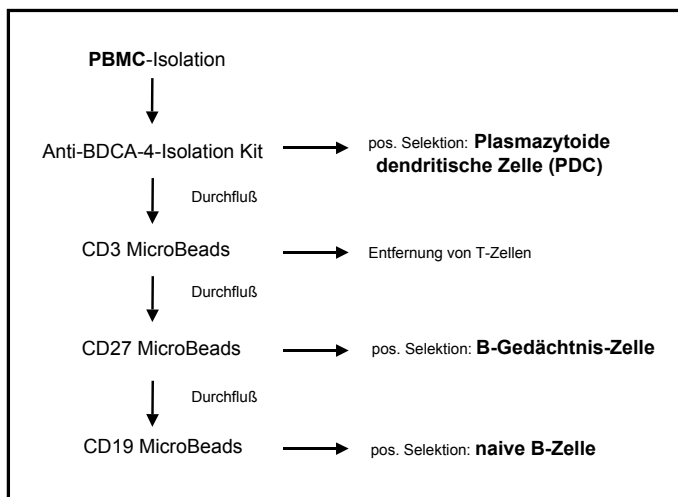 PBMC-Isolation
Anti-BDCA-4-Isolation Kit
pos. Selektion: Plasmazytoide
dendritische Zelle (PDC)
Durchfluß
CD3 MicroBeads
Entfernung von T-Zellen
Durchfluß
CD27 MicroBeads
pos. Selektion: B-Gedächtnis-Zelle
Durchfluß
CD19 MicroBeads
pos. Selektion: naive B-Zelle